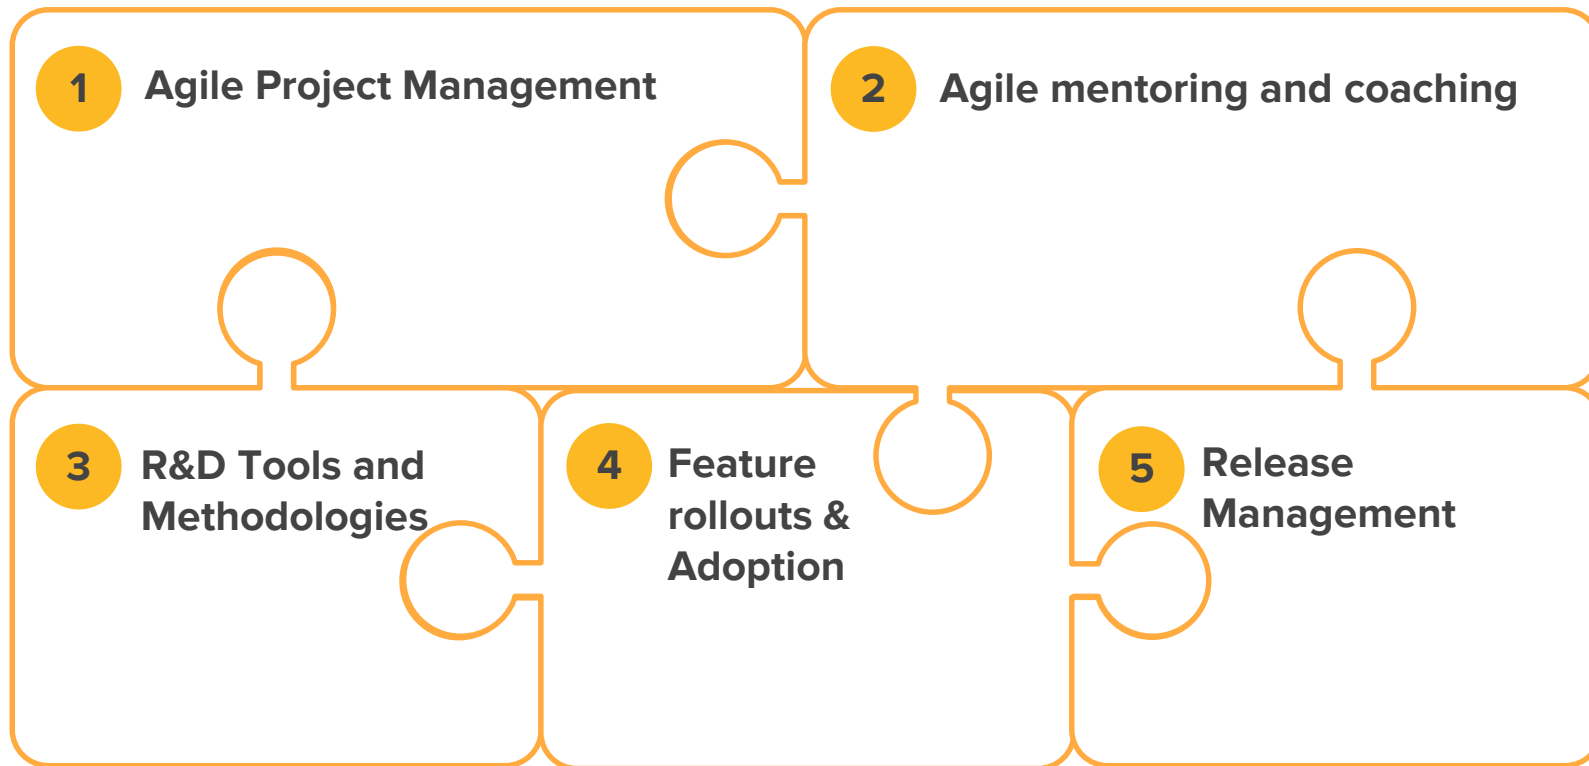 1 Agile Project Management
2 Agile mentoring and coaching
3 R&D Tools and
Methodologies
4 Feature
rollouts &
Adoption
5 Release
Management